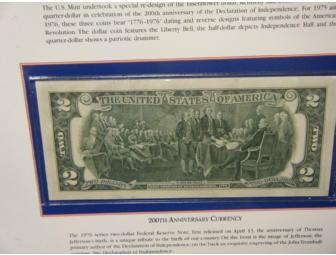 The U.S. Mint undertook a special re-design of the Eisenhower dollar, Kennedy
quarter-dollar in celebration of the 200th anniversary of the Declaration of Independence. For 1975 an
1976, these three coins bear "1776-1976" dating and reverse designs featuring symbols of the America
Revolution. The dollar coin features the Liberty Bell, the half-dollar depicts Independence Hall and th
quarter-dollar shows a patriotic drummer.
2 THE UNITED STATES OF AMERICA 2
TWO TWO
2 TWO DOLLARS 2
200TH ANNIVERSARY CURRENCY
The 1976 series two-dollar Federal Reserve Note, first released on April 13, the anniversary of Thomas
Jefferson's birth, is a unique tribute to the birth of our country. On the front is the image of Jefferson, the
primary author of the Declaration of Independence; on the back an exquisite engraving of the John Trumbull
the Declaration of Independence.